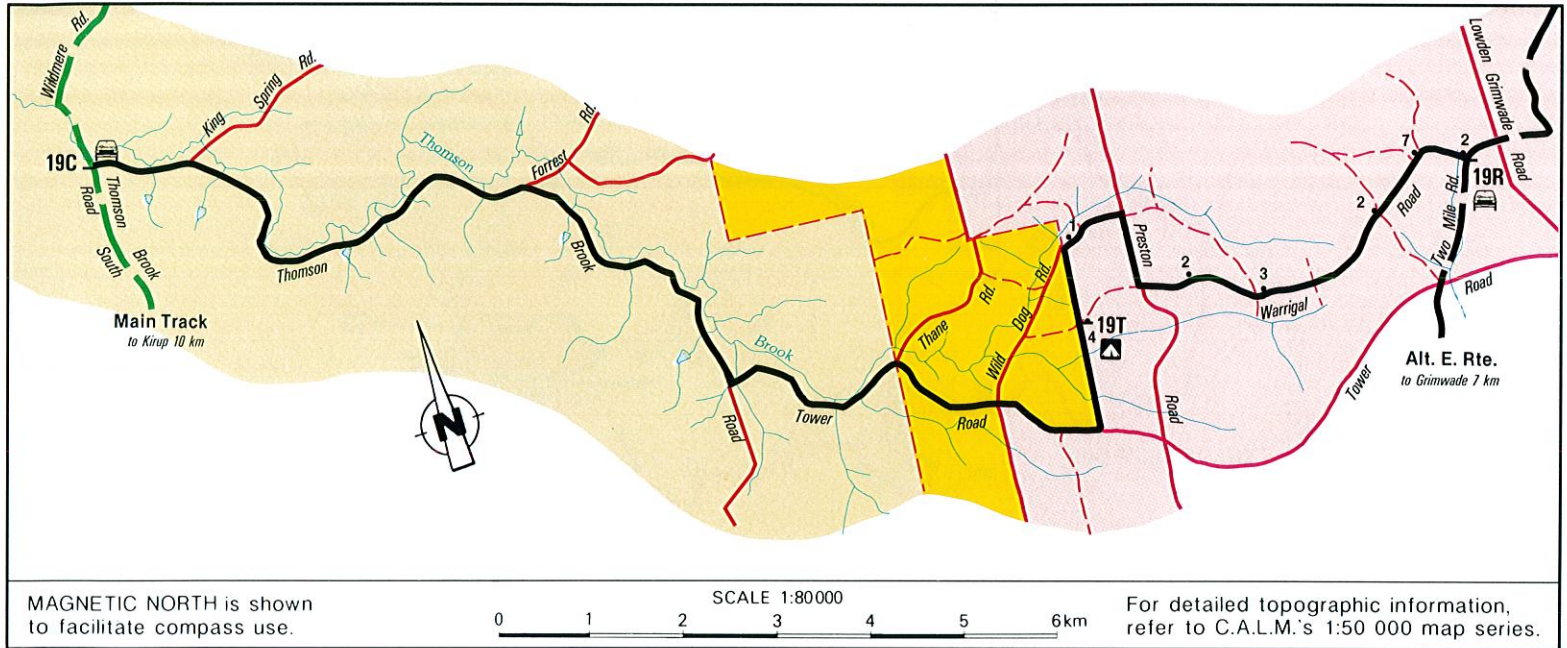 Wildmere Rd.
King Spring Rd.
19C
Thomson Road
South Brook
Main Track
to Kirup 10 km
Thomson
Thomson
Forrest Rd.
Brook
Brook
Road
Tower
Road
Thane Rd.
Wild Dog Rd.
1
19T
4
Preston
Road
2
3
Warrigal
Road
2
7
2
19R
Lowden Grimwade
Road
Two Mile Rd.
Tower
Road
Alt. E. Rte.
to Grimwade 7 km
N
MAGNETIC NORTH is shown
to facilitate compass use.
SCALE 1:80000
0 1 2 3 4 5 6km
For detailed topographic information,
refer to C.A.L.M.'s 1:50 000 map series.